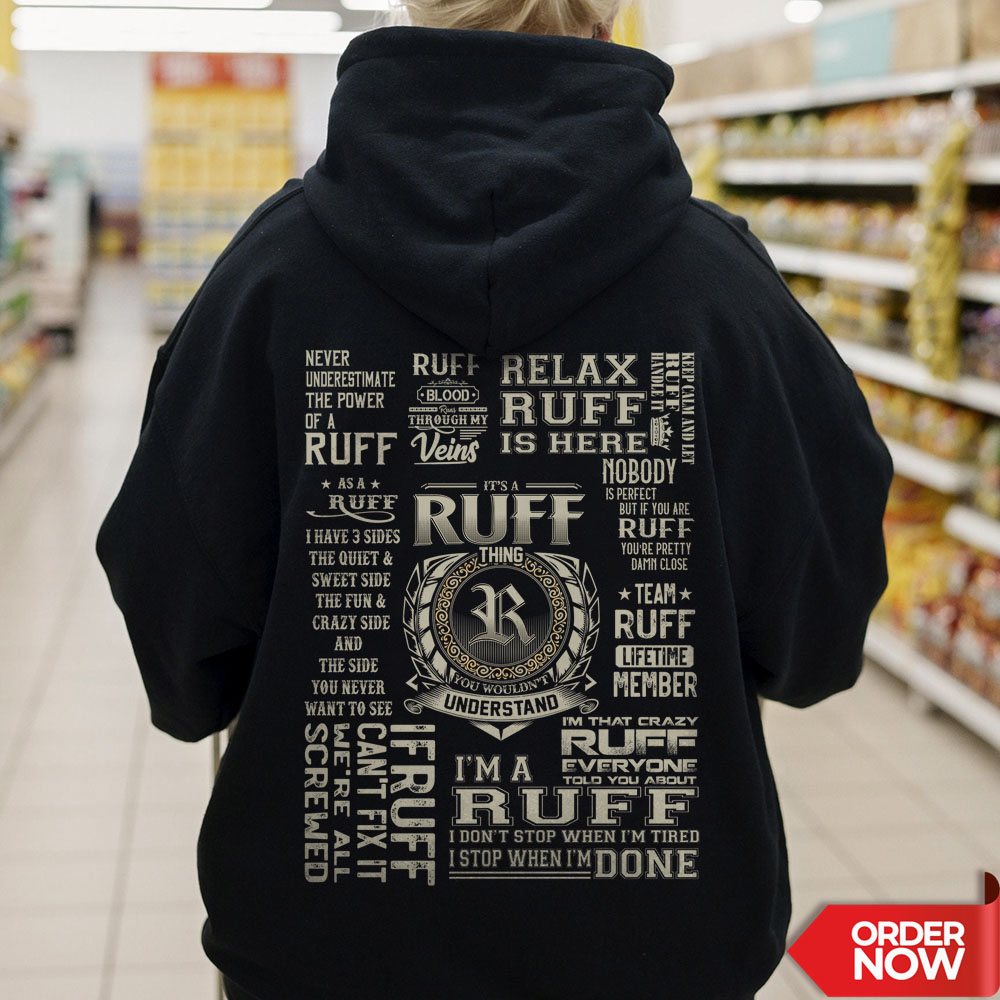 NEVER
UNDERESTIMATE
THE POWER
OF A
RUFF
RUFF
BLOOD
Runs
THROUGH MY
Veins
RELAX
RUFF
IS HERE
KEEP CALM AND LET
RUFF
HANDLE IT
AS A
RUFF
I HAVE 3 SIDES
THE QUIET &
SWEET SIDE
THE FUN &
CRAZY SIDE
AND
THE SIDE
YOU NEVER
WANT TO SEE
IT'S A
RUFF
THING
R
YOU WOULDN'T
UNDERSTAND
NOBODY
IS PERFECT
BUT IF YOU ARE
RUFF
YOU'RE PRETTY
DAMN CLOSE
TEAM
RUFF
LIFETIME
MEMBER
IF RUFF
CAN'T FIX IT
WE'RE ALL
SCREWED
IM THAT CRAZY
RUFF
EVERYONE
TOLD YOU ABOUT
I'M A
RUFF
I DON'T STOP WHEN I'M TIRED
I STOP WHEN I'M DONE
ORDER
NOW